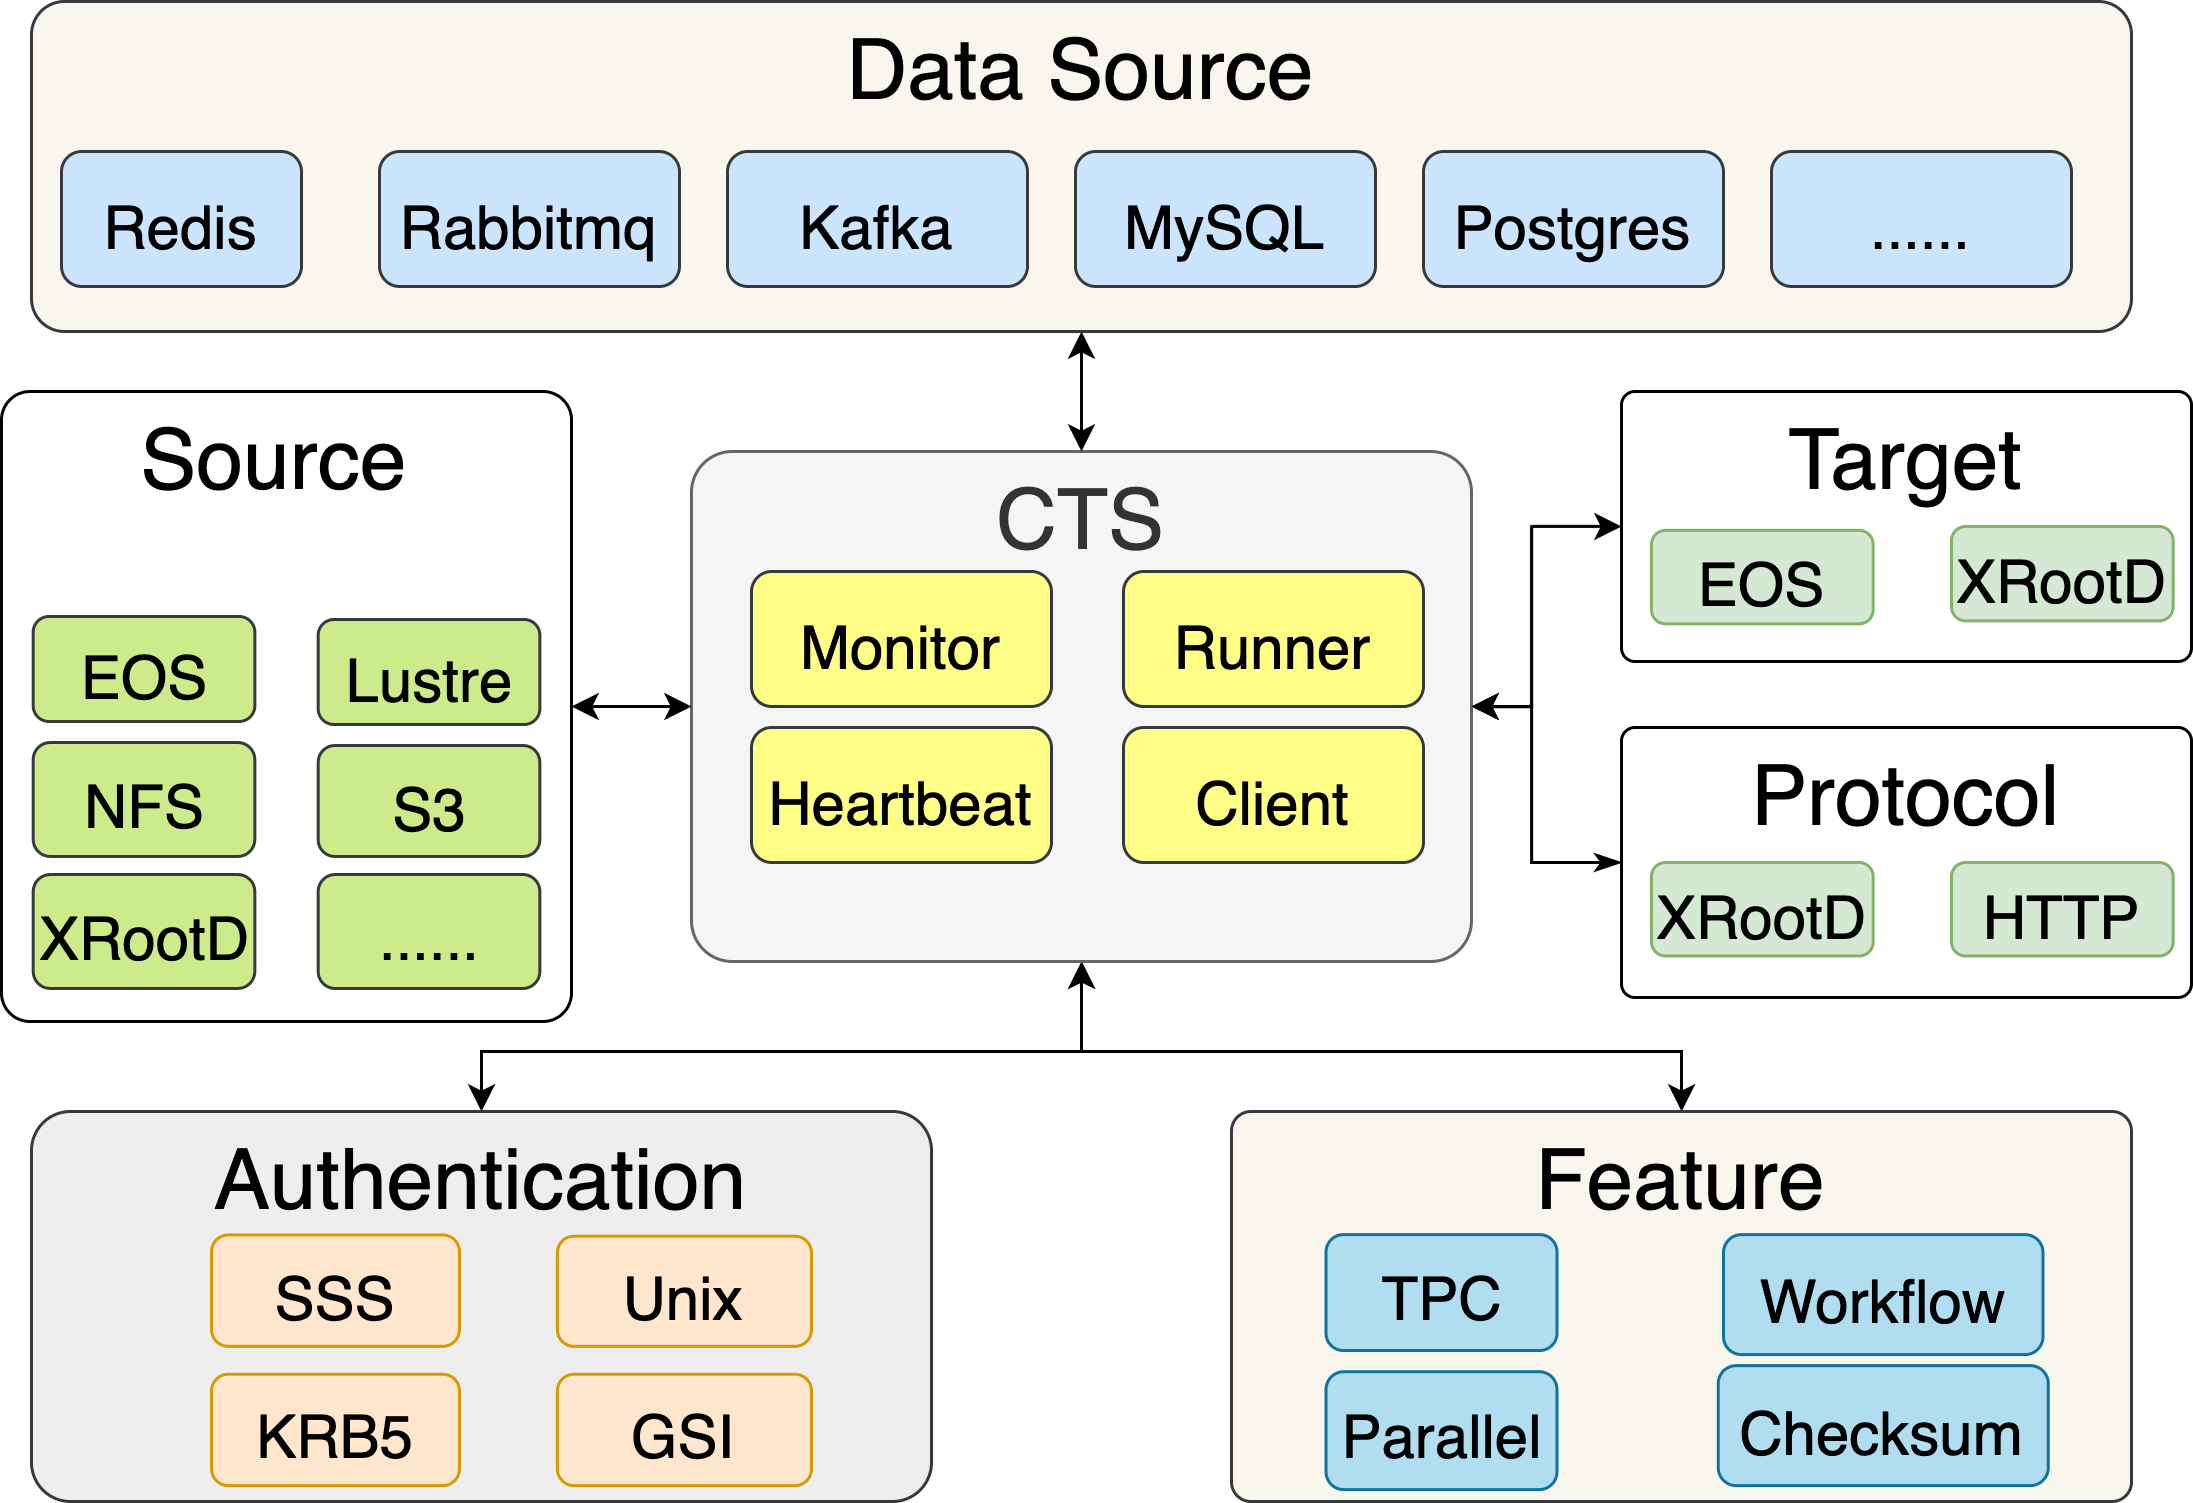 Data Source
Redis
Rabbitmq
Kafka
MySQL
Postgres
......
Source
EOS
Lustre
NFS
S3
XRootD
......
CTS
Monitor
Runner
Heartbeat
Client
Target
EOS
XRootD
Protocol
XRootD
HTTP
Authentication
SSS
Unix
KRB5
GSI
Feature
TPC
Workflow
Parallel
Checksum